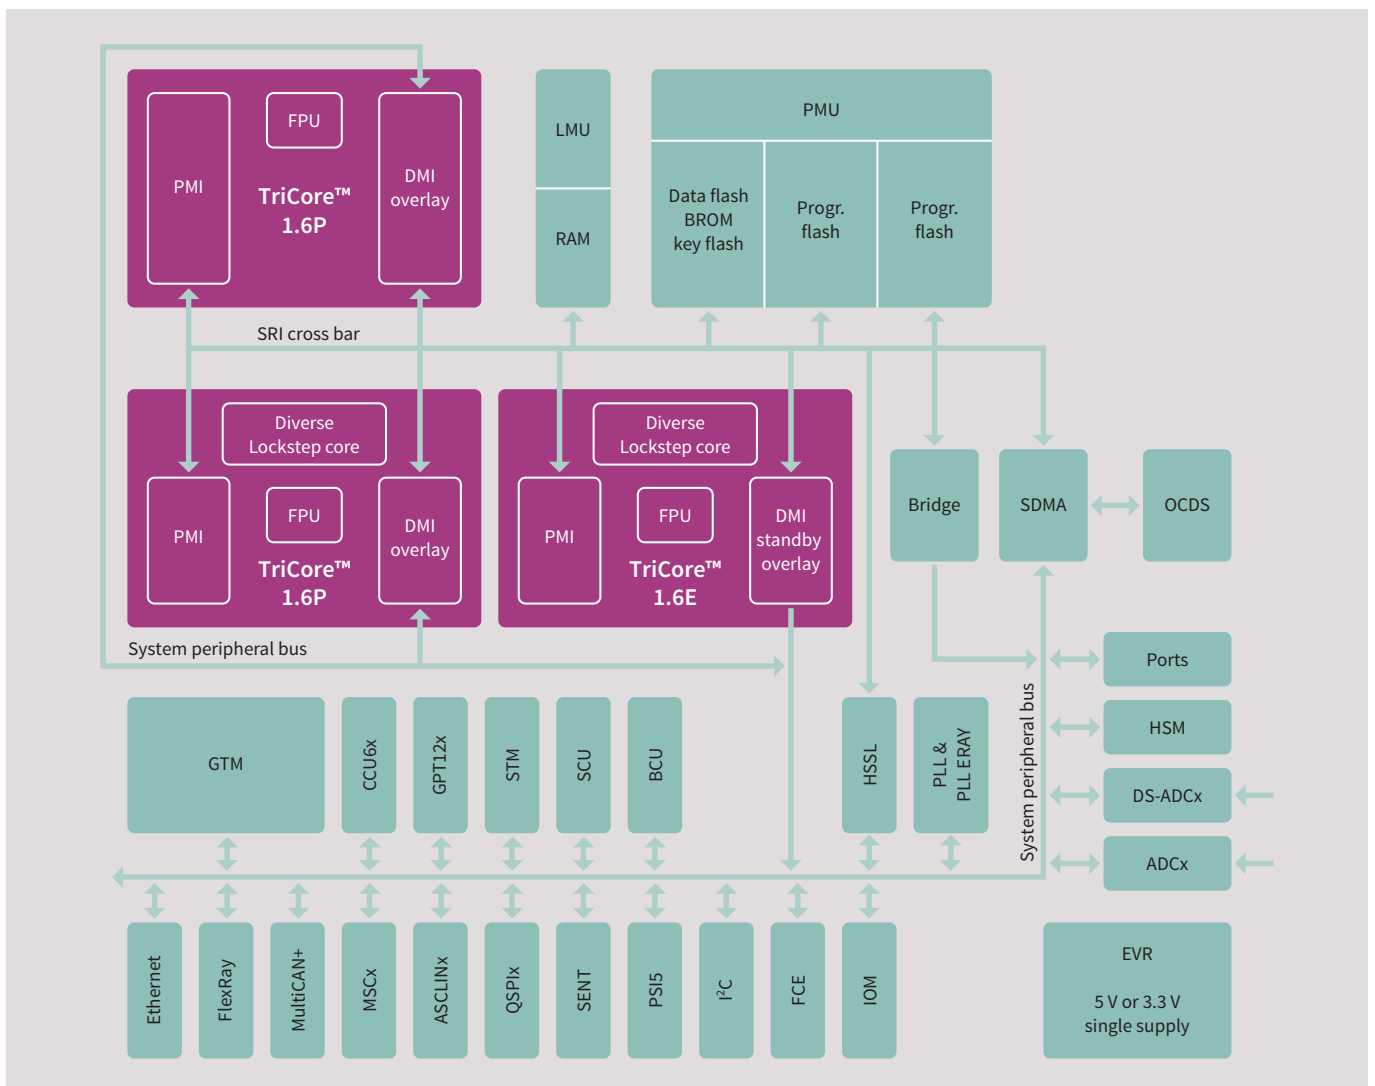 FPU
PMI
DMI
overlay
TriCore™
1.6P
LMU
RAM
PMU
Data flash
BROM
key flash
Progr.
flash
Progr.
flash
SRI cross bar
Diverse
Lockstep core
PMI
FPU
DMI
overlay
TriCore™
1.6P
Diverse
Lockstep core
PMI
FPU
DMI
standby
overlay
TriCore™
1.6E
Bridge
SDMA
OCDS
System peripheral bus
Ports
HSM
DS-ADCx
ADCx
System peripheral bus
GTM
CCU6x
GPT12x
STM
SCU
BCU
HSSL
PLL &
PLL ERAY
Ethernet
FlexRay
MultiCAN+
MSCx
ASCLINx
QSPIx
SENT
PSI5
I²C
FCE
IOM
EVR
5 V or 3.3 V
single supply